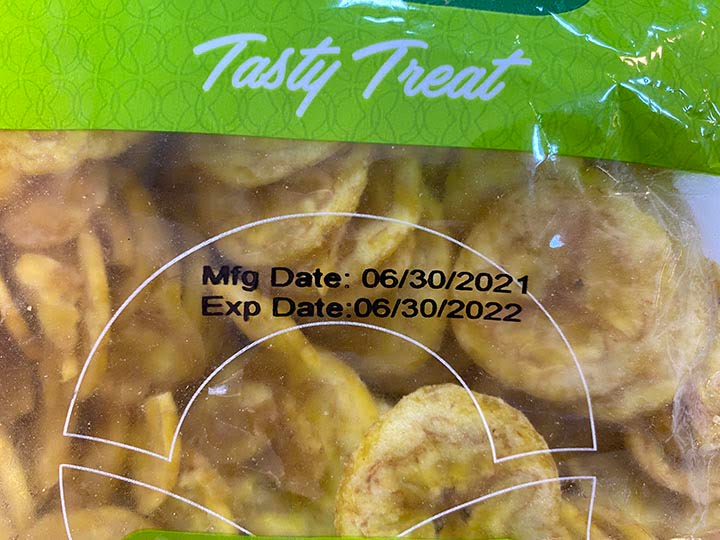 Tasty Treat
Mfg Date: 06/30/2021
Exp Date:06/30/2022